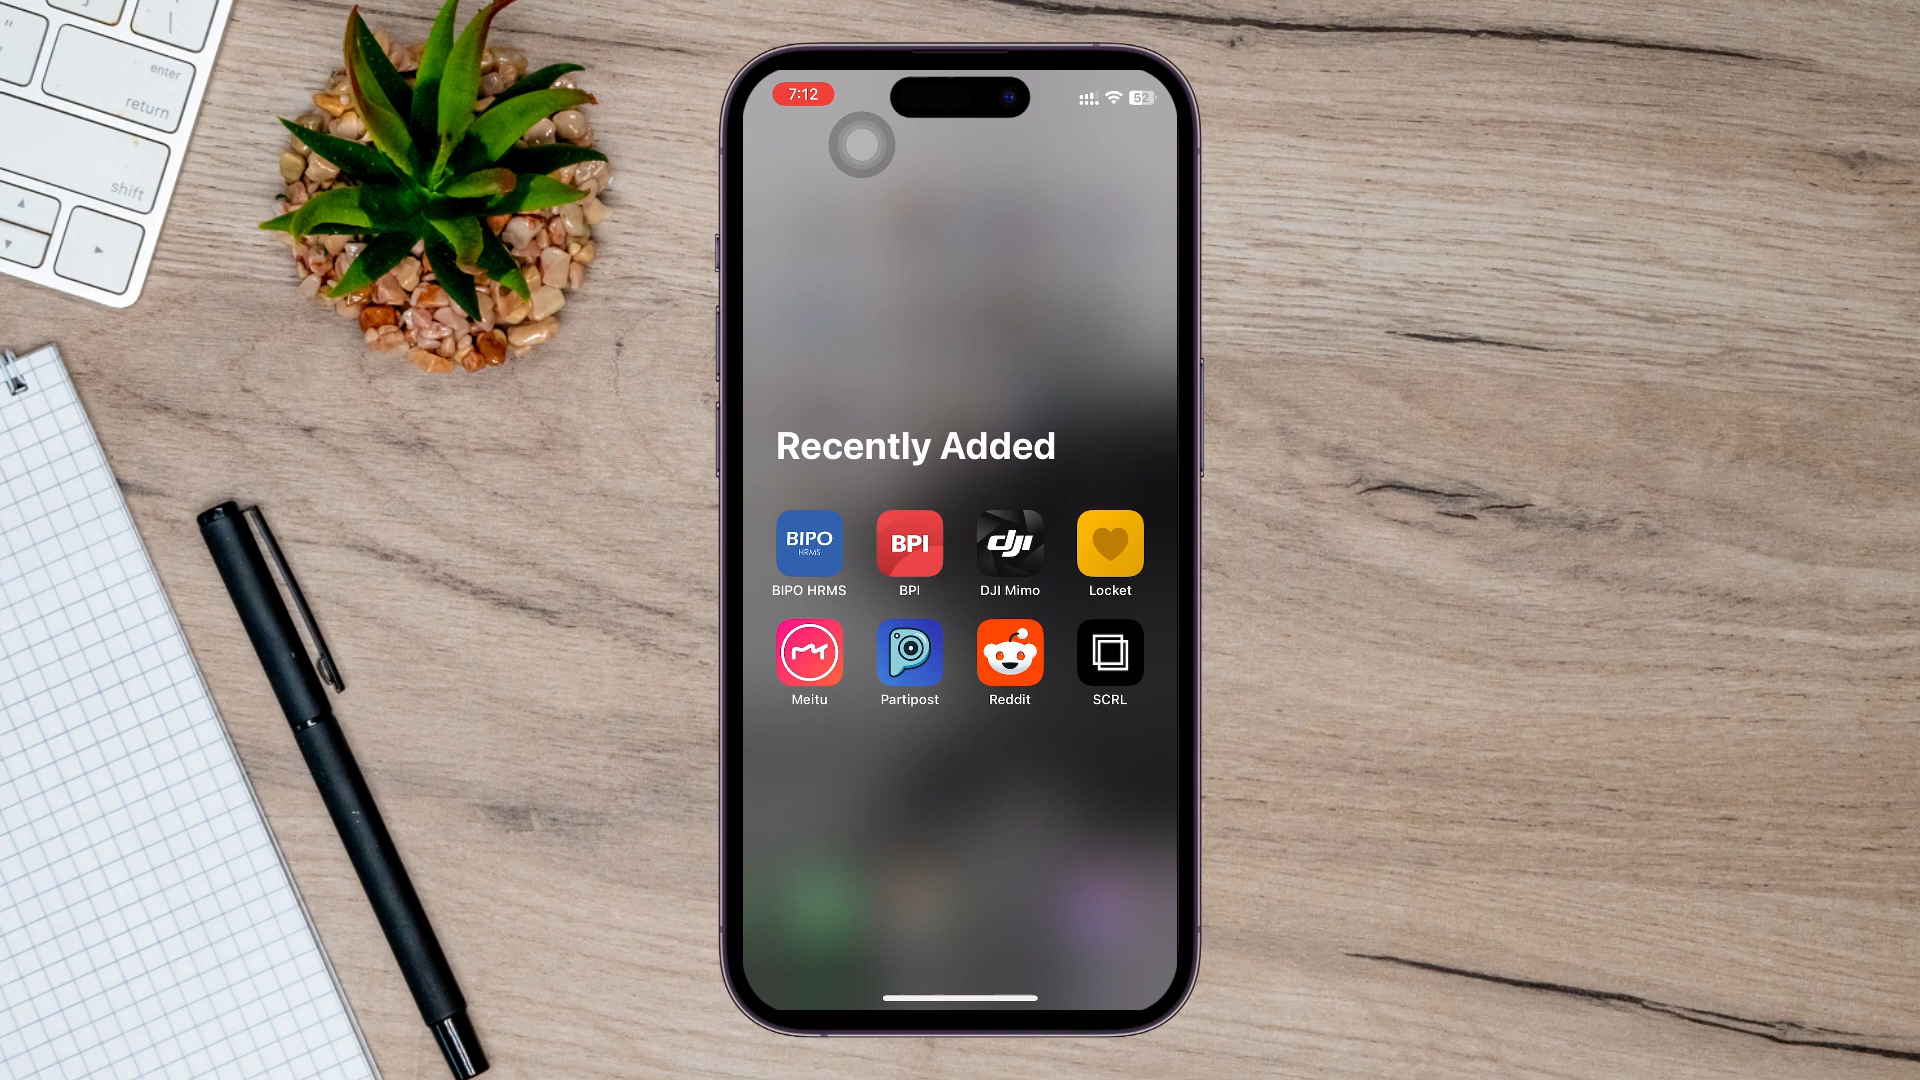 enter
return
shift
7:12
52
Recently Added
BIPO
HRMS
BPI
dji
BIPO HRMS
BPI
DJI Mimo
Locket
Meitu
Partipost
Reddit
SCRL